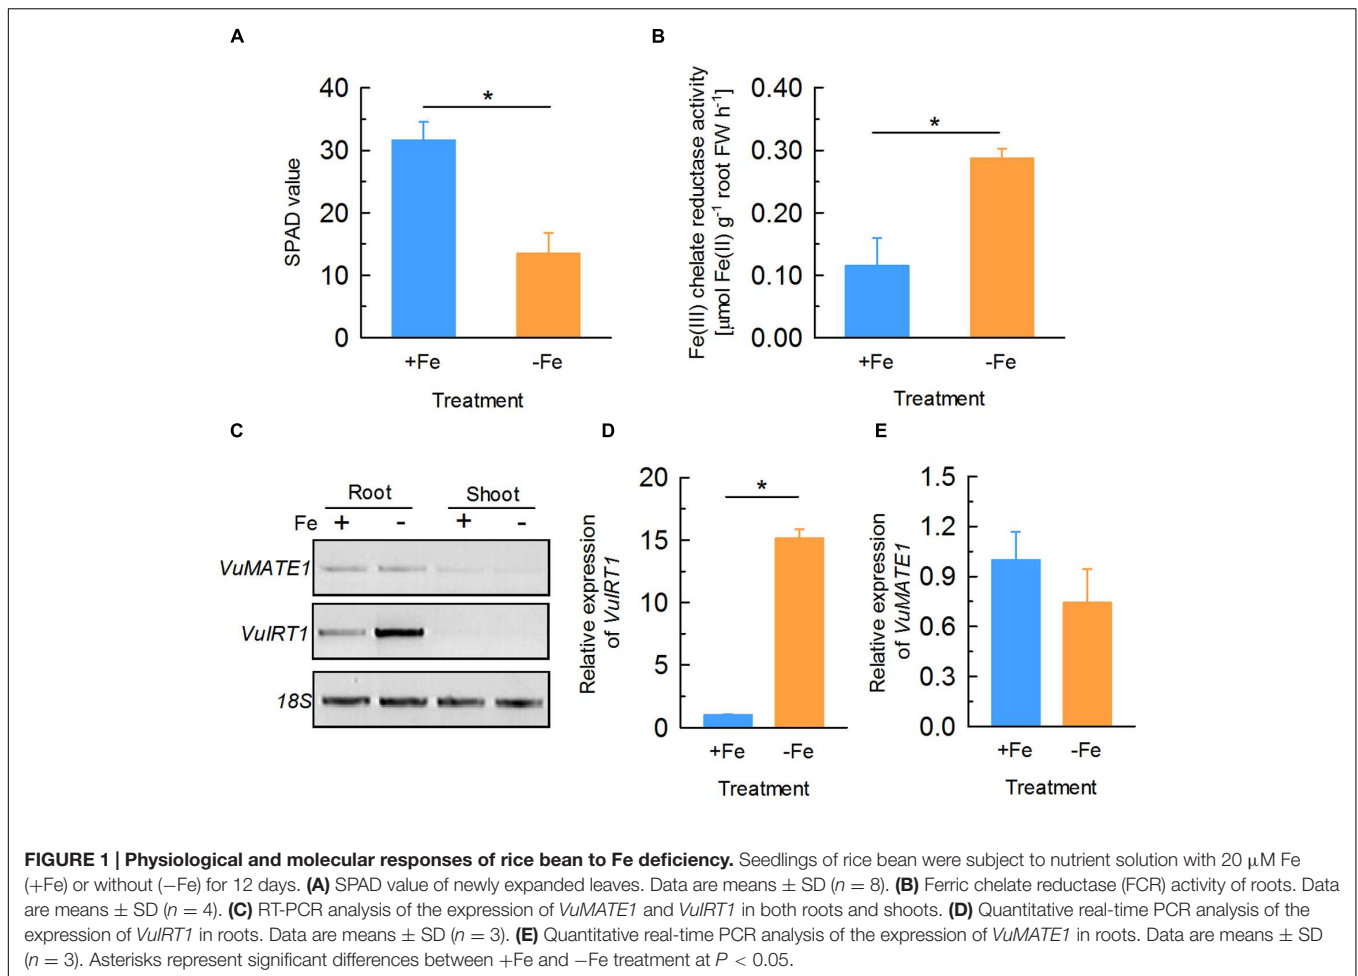 A
40
30
20
10
0
SPAD value
*
+Fe
-Fe
Treatment
B
0.40
0.30
0.20
0.10
0.00
Fe(III) chelate reductase activity
[µmol Fe(II) g-1 root FW h-1]
*
+Fe
-Fe
Treatment
C
Root Shoot
Fe + - + -
VuMATE1
VuIRT1
18S
D
20
15
10
5
0
Relative expression
of VuIRT1
*
+Fe
-Fe
Treatment
E
1.5
1.2
0.9
0.6
0.3
0.0
Relative expression
of VuMATE1
+Fe
-Fe
Treatment
FIGURE 1 | Physiological and molecular responses of rice bean to Fe deficiency. Seedlings of rice bean were subject to nutrient solution with 20 μM Fe
(+Fe) or without (−Fe) for 12 days. (A) SPAD value of newly expanded leaves. Data are means ± SD (n = 8). (B) Ferric chelate reductase (FCR) activity of roots. Data
are means ± SD (n = 4). (C) RT-PCR analysis of the expression of VuMATE1 and VuIRT1 in both roots and shoots. (D) Quantitative real-time PCR analysis of the
expression of VuIRT1 in roots. Data are means ± SD (n = 3). (E) Quantitative real-time PCR analysis of the expression of VuMATE1 in roots. Data are means ± SD
(n = 3). Asterisks represent significant differences between +Fe and −Fe treatment at P < 0.05.